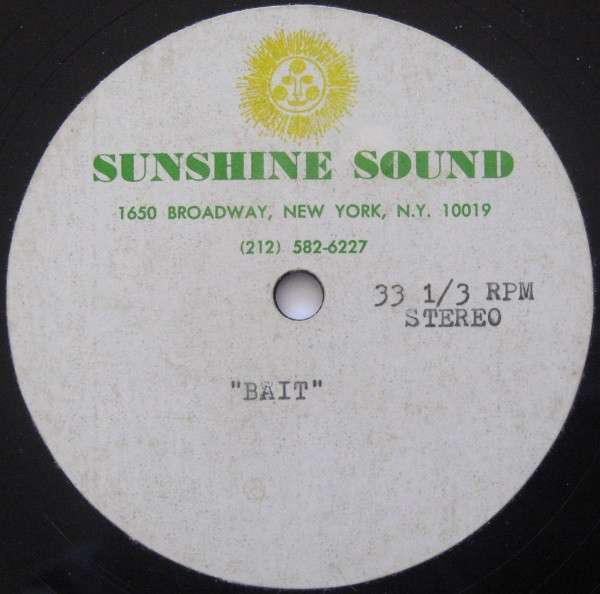 SUNSHINE SOUND
1650 BROADWAY, NEW YORK, N.Y. 10019
(212) 582-6227
33 1/3 RPM
STEREO
"BAIT"